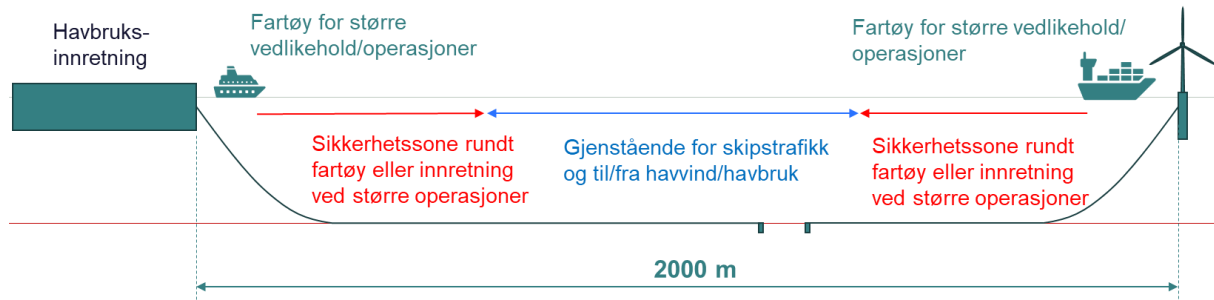 Havbruks-
innretning
Fartøy for større
vedlikehold/operasjoner
Fartøy for større vedlikehold/
operasjoner
Sikkerhetssone rundt
fartøy eller innretning
ved større operasjoner
Gjenstående for skipstrafikk
og til/fra havvind/havbruk
Sikkerhetssone rundt
fartøy eller innretning
ved større operasjoner
2000 m